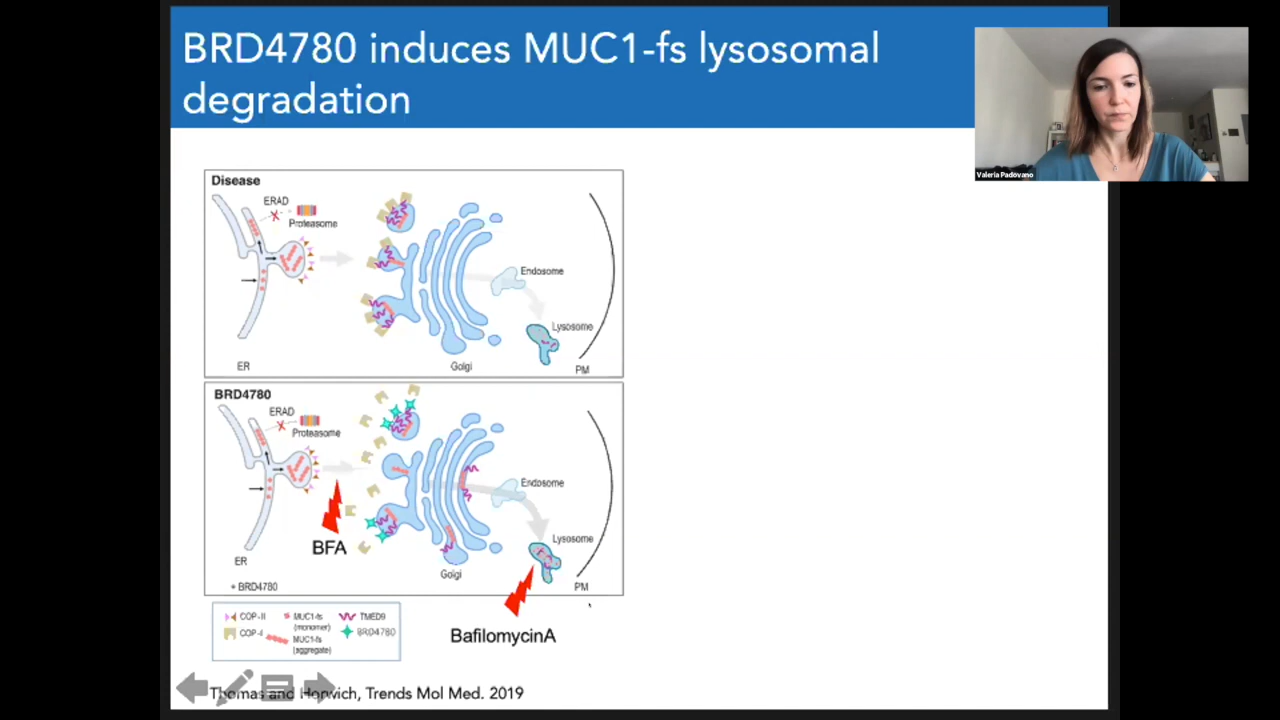 BRD4780 induces MUC1-fs lysosomal
degradation
Valeria Padovano
Disease
ERAD
Proteasome
Endosome
Lysosome
ER
Golgi
PM
BRD4780
ERAD
Proteasome
Endosome
BFA
Lysosome
ER
Golgi
+ BRD4780
PM
COP-II
MUC1-fs
(monomer)
TMED9
COP-I
MUC1-fs
(aggregate)
BRD4780
BafilomycinA
Thomas and Horwich, Trends Mol Med. 2019